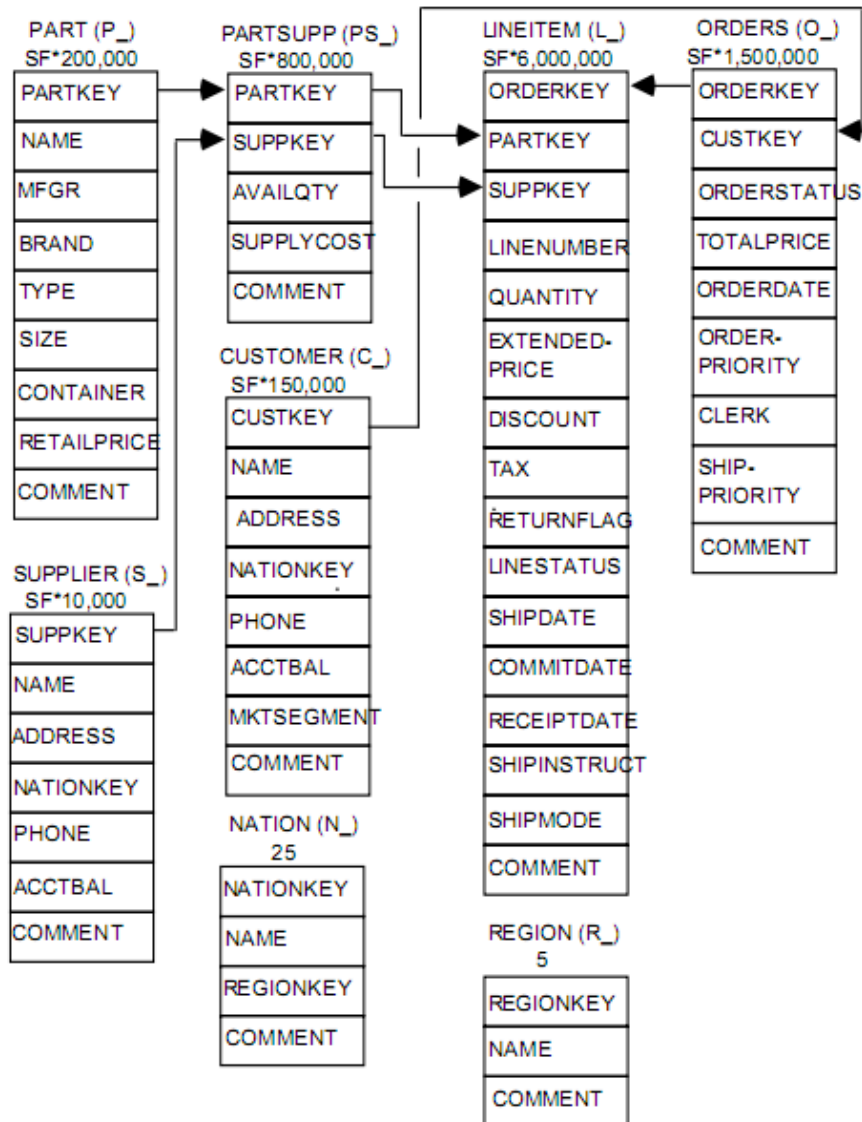 PART (P_)
SF*200,000
PARTKEY
NAME
MFGR
BRAND
TYPE
SIZE
CONTAINER
RETAILPRICE
COMMENT
SUPPLIER (S_)
SF*10,000
SUPPKEY
NAME
ADDRESS
NATIONKEY
PHONE
ACCTBAL
COMMENT
PARTSUPP (PS_)
SF*800,000
PARTKEY
SUPPKEY
AVAILQTY
SUPPLYCOST
COMMENT
CUSTOMER (C_)
SF*150,000
CUSTKEY
NAME
ADDRESS
NATIONKEY
PHONE
ACCTBAL
MKTSEGMENT
COMMENT
NATION (N_)
25
NATIONKEY
NAME
REGIONKEY
COMMENT
LINEITEM (L_)
SF*6,000,000
ORDERKEY
PARTKEY
SUPPKEY
LINENUMBER
QUANTITY
EXTENDED-
PRICE
DISCOUNT
TAX
RETURNFLAG
LINESTATUS
SHIPDATE
COMMITDATE
RECEIPTDATE
SHIPINSTRUCT
SHIPMODE
COMMENT
REGION (R_)
5
REGIONKEY
NAME
COMMENT
ORDERS (O_)
SF*1,500,000
ORDERKEY
CUSTKEY
ORDERSTATUS
TOTALPRICE
ORDERDATE
ORDER-
PRIORITY
CLERK
SHIP-
PRIORITY
COMMENT